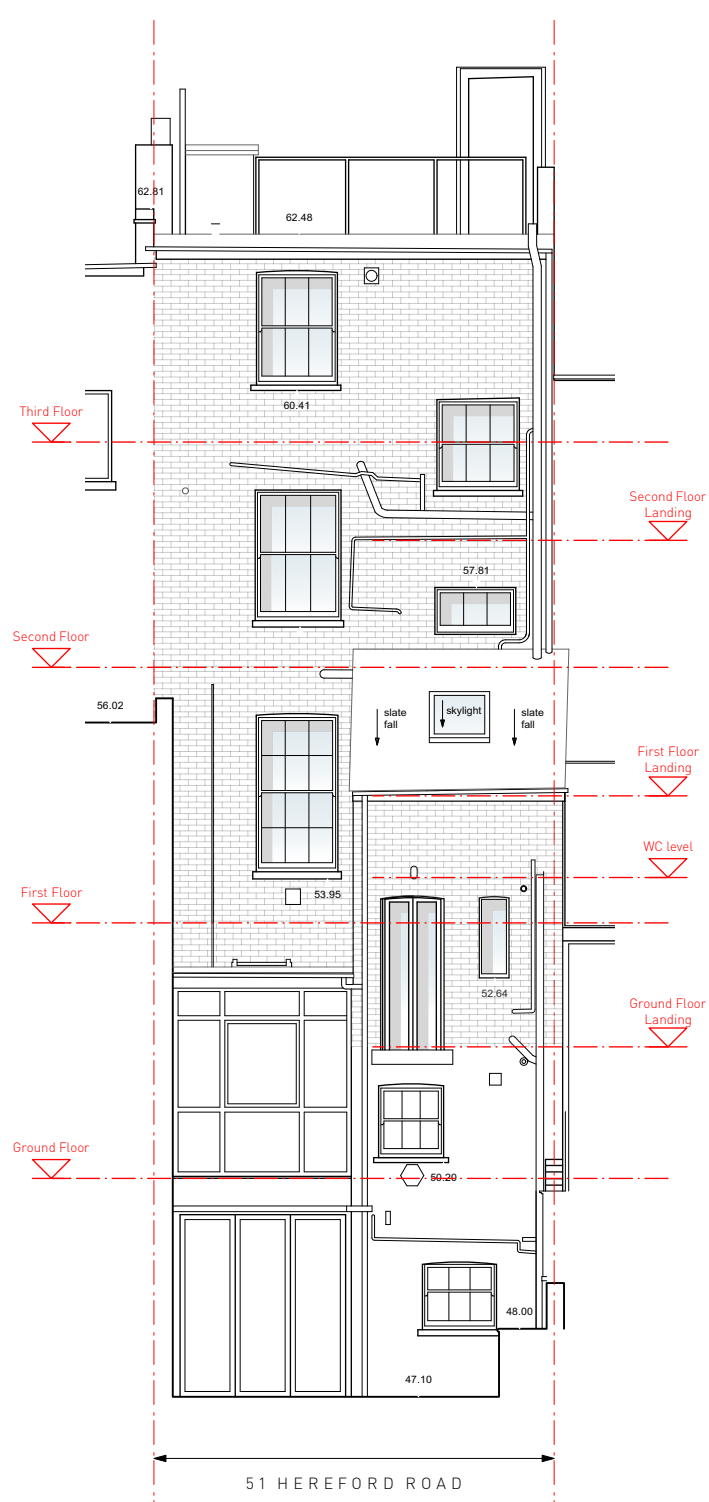 62.81
62.48
60.41
Third Floor
Second Floor
Landing
57.81
Second Floor
56.02
slate
fall
skylight
slate
fall
First Floor
Landing
WC level
First Floor
53.95
52.64
Ground Floor
Landing
Ground Floor
50.20
48.00
47.10
51 HEREFORD ROAD